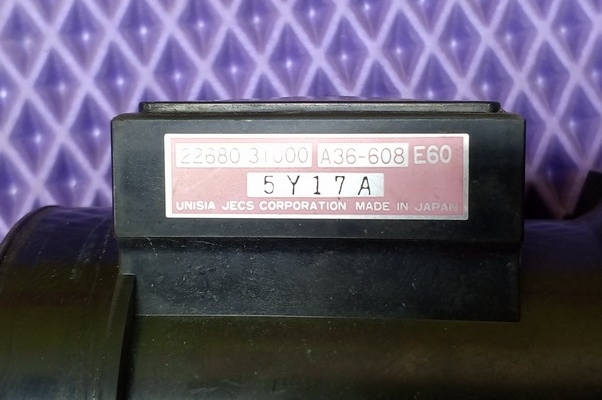 22680 31U00 A36-608 E60
5Y17A
UNISIA JECS CORPORATION MADE IN JAPAN